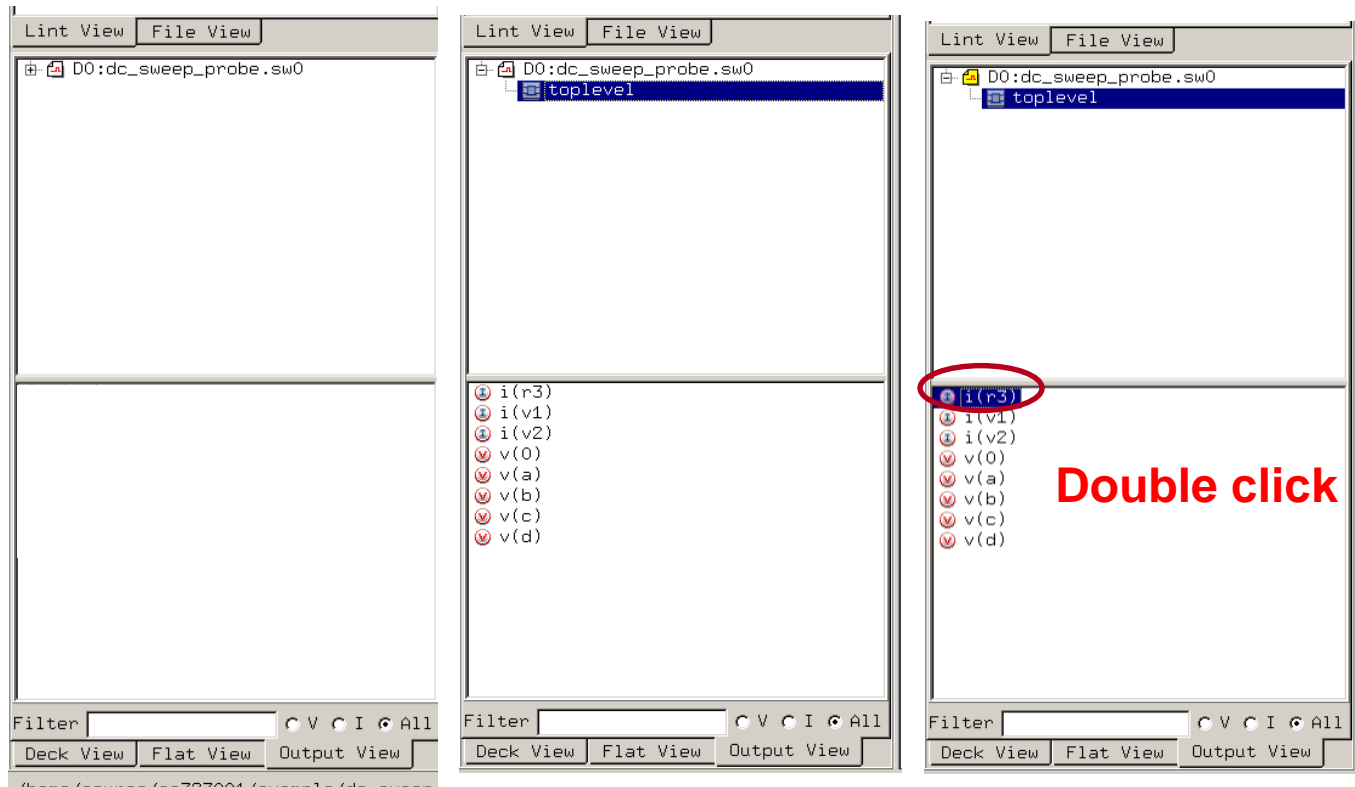 Lint View File View
D0:dc_sweep_probe.sw0
Filter V I All
Deck View Flat View Output View
Lint View File View
D0:dc_sweep_probe.sw0
toplevel
i(r3)
i(v1)
i(v2)
v(0)
v(a)
v(b)
v(c)
v(d)
Filter V I All
Deck View Flat View Output View
Lint View File View
D0:dc_sweep_probe.sw0
toplevel
i(r3)
i(v1)
i(v2)
v(0)
v(a)
v(b)
v(c)
v(d)
Double click
Filter V I All
Deck View Flat View Output View